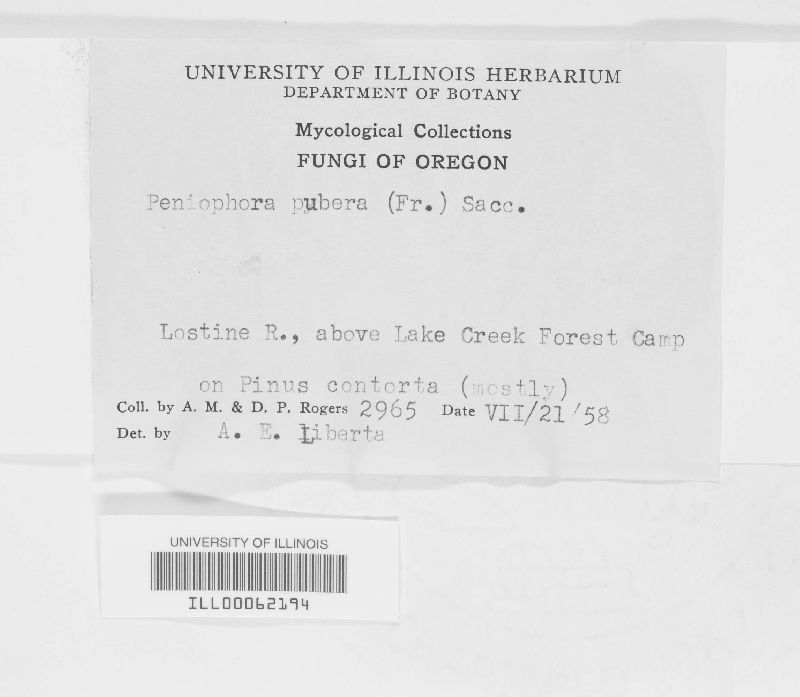 UNIVERSITY OF ILLINOIS HERBARIUM
DEPARTMENT OF BOTANY
Mycological Collections
FUNGI OF OREGON
Peniophora pubera (Fr.) Sacc.
Lostine R., above Lake Creek Forest Camp
on Pinus contorta (mostly)
Coll. by A. M. & D. P. Rogers 2965 Date VII/21/58
Det. by A. E. Liberta
UNIVERSITY OF ILLINOIS
ILL00062194